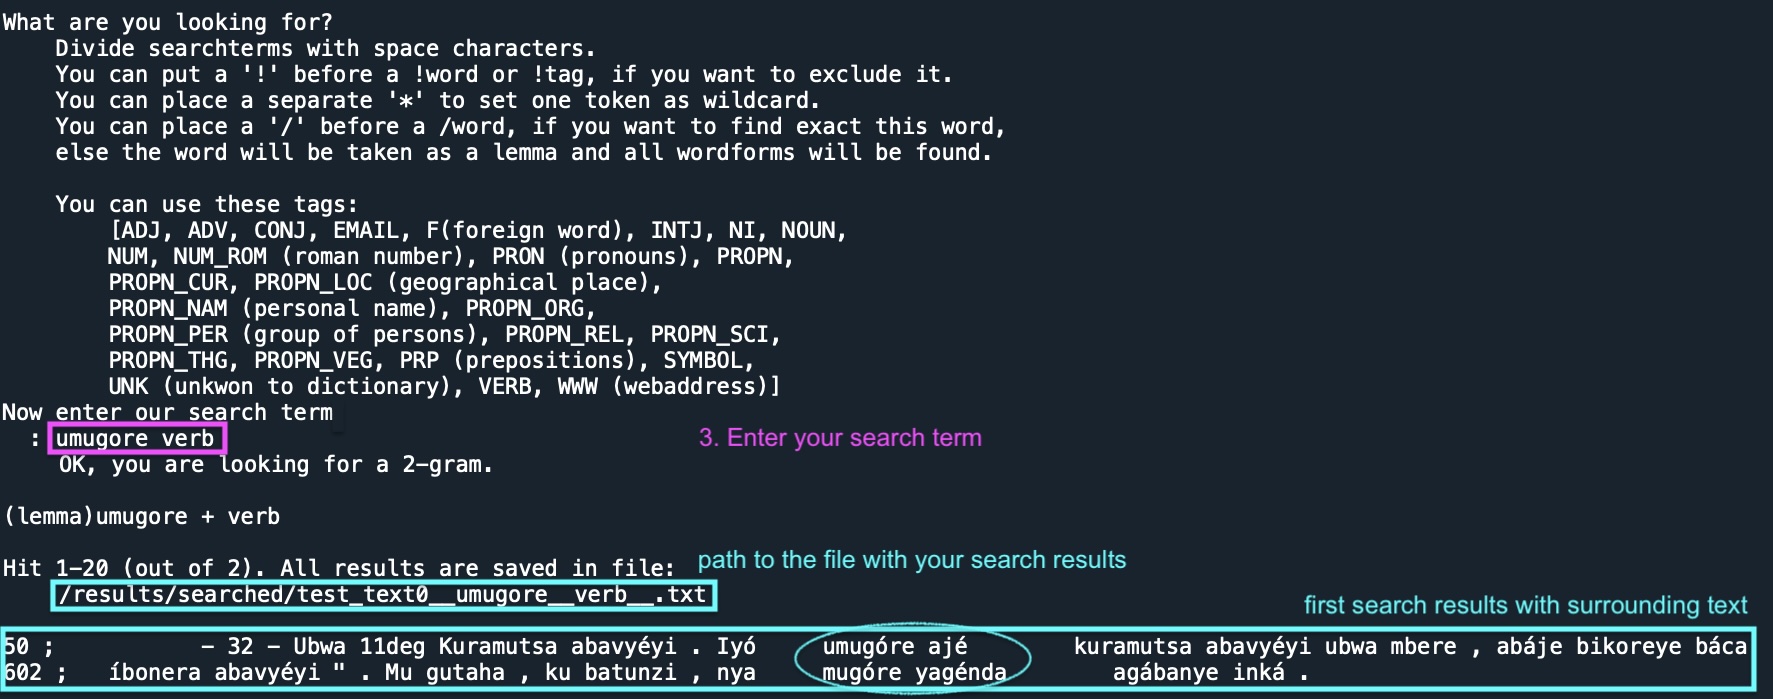 What are you looking for?
Divide searchterms with space characters.
You can put a '!' before a !word or !tag, if you want to exclude it.
You can place a separate '*' to set one token as wildcard.
You can place a '/' before a /word, if you want to find exact this word,
else the word will be taken as a lemma and all wordforms will be found.
You can use these tags:
[ADJ, ADV, CONJ, EMAIL, F(foreign word), INTJ, NI, NOUN,
NUM, NUM_ROM (roman number), PRON (pronouns), PROPN,
PROPN_CUR, PROPN_LOC (geographical place),
PROPN_NAM (personal name), PROPN_ORG,
PROPN_PER (group of persons), PROPN_REL, PROPN_SCI,
PROPN_THG, PROPN_VEG, PRP (prepositions), SYMBOL,
UNK (unkwon to dictionary), VERB, WWW (webaddress)]
Now enter our search term
: umugore verb 3. Enter your search term
OK, you are looking for a 2-gram.
(lemma)umugore + verb
path to the file with your search results
Hit 1-20 (out of 2). All results are saved in file:
/results/searched/test_text0__umugore__verb__.txt
first search results with surrounding text
50 ; - 32 - Ubwa 11deg Kuramutsa abavyéyi . Iyó umugóre ajé kuramutsa abavyéyi ubwa mbere , abáje bikoreye báca
602 ; íbonera abavyéyi " . Mu gutaha , ku batunzi , nya mugóre yagénda agábanye inká .